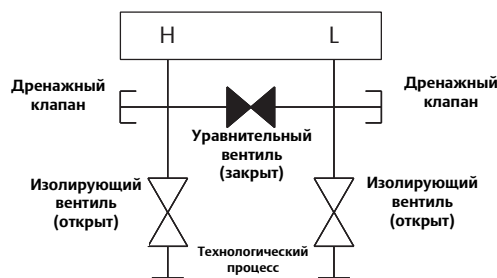 H
L
Дренажный
клапан
Дренажный
клапан
Уравнительный
вентиль
(закрыт)
Изолирующий
вентиль
(открыт)
Изолирующий
вентиль
(открыт)
Технологический
процесс